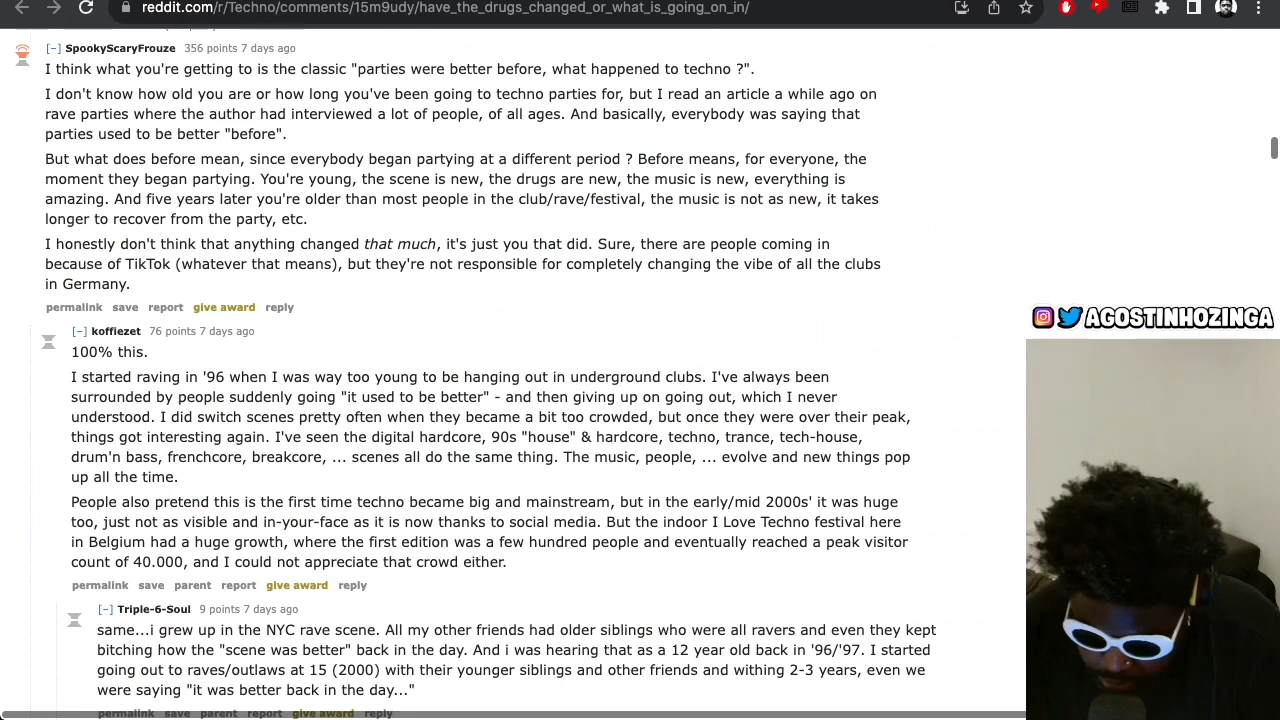 reddit.com/r/Techno/comments/15m9udy/have_the_drugs_changed_or_what_is_going_on_in/
[–] SpookyScaryFrouze 356 points 7 days ago
I think what you're getting to is the classic "parties were better before, what happened to techno ?".
I don't know how old you are or how long you've been going to techno parties for, but I read an article a while ago on
rave parties where the author had interviewed a lot of people, of all ages. And basically, everybody was saying that
parties used to be better "before".
But what does before mean, since everybody began partying at a different period ? Before means, for everyone, the
moment they began partying. You're young, the scene is new, the drugs are new, the music is new, everything is
amazing. And five years later you're older than most people in the club/rave/festival, the music is not as new, it takes
longer to recover from the party, etc.
I honestly don't think that anything changed that much, it's just you that did. Sure, there are people coming in
because of TikTok (whatever that means), but they're not responsible for completely changing the vibe of all the clubs
in Germany.
permalink save report give award reply
[–] koffiezet 76 points 7 days ago
100% this.
I started raving in '96 when I was way too young to be hanging out in underground clubs. I've always been
surrounded by people suddenly going "it used to be better" - and then giving up on going out, which I never
understood. I did switch scenes pretty often when they became a bit too crowded, but once they were over their peak,
things got interesting again. I've seen the digital hardcore, 90s "house" & hardcore, techno, trance, tech-house,
drum'n bass, frenchcore, breakcore, ... scenes all do the same thing. The music, people, ... evolve and new things pop
up all the time.
People also pretend this is the first time techno became big and mainstream, but in the early/mid 2000s' it was huge
too, just not as visible and in-your-face as it is now thanks to social media. But the indoor I Love Techno festival here
in Belgium had a huge growth, where the first edition was a few hundred people and eventually reached a peak visitor
count of 40.000, and I could not appreciate that crowd either.
permalink save parent report give award reply
[–] Triple-6-Soul 9 points 7 days ago
same...i grew up in the NYC rave scene. All my other friends had older siblings who were all ravers and even they kept
bitching how the "scene was better" back in the day. And i was hearing that as a 12 year old back in '96/'97. I started
going out to raves/outlaws at 15 (2000) with their younger siblings and other friends and withing 2-3 years, even we
were saying "it was better back in the day..."
permalink save parent report give award reply
AGOSTINHOZINGA